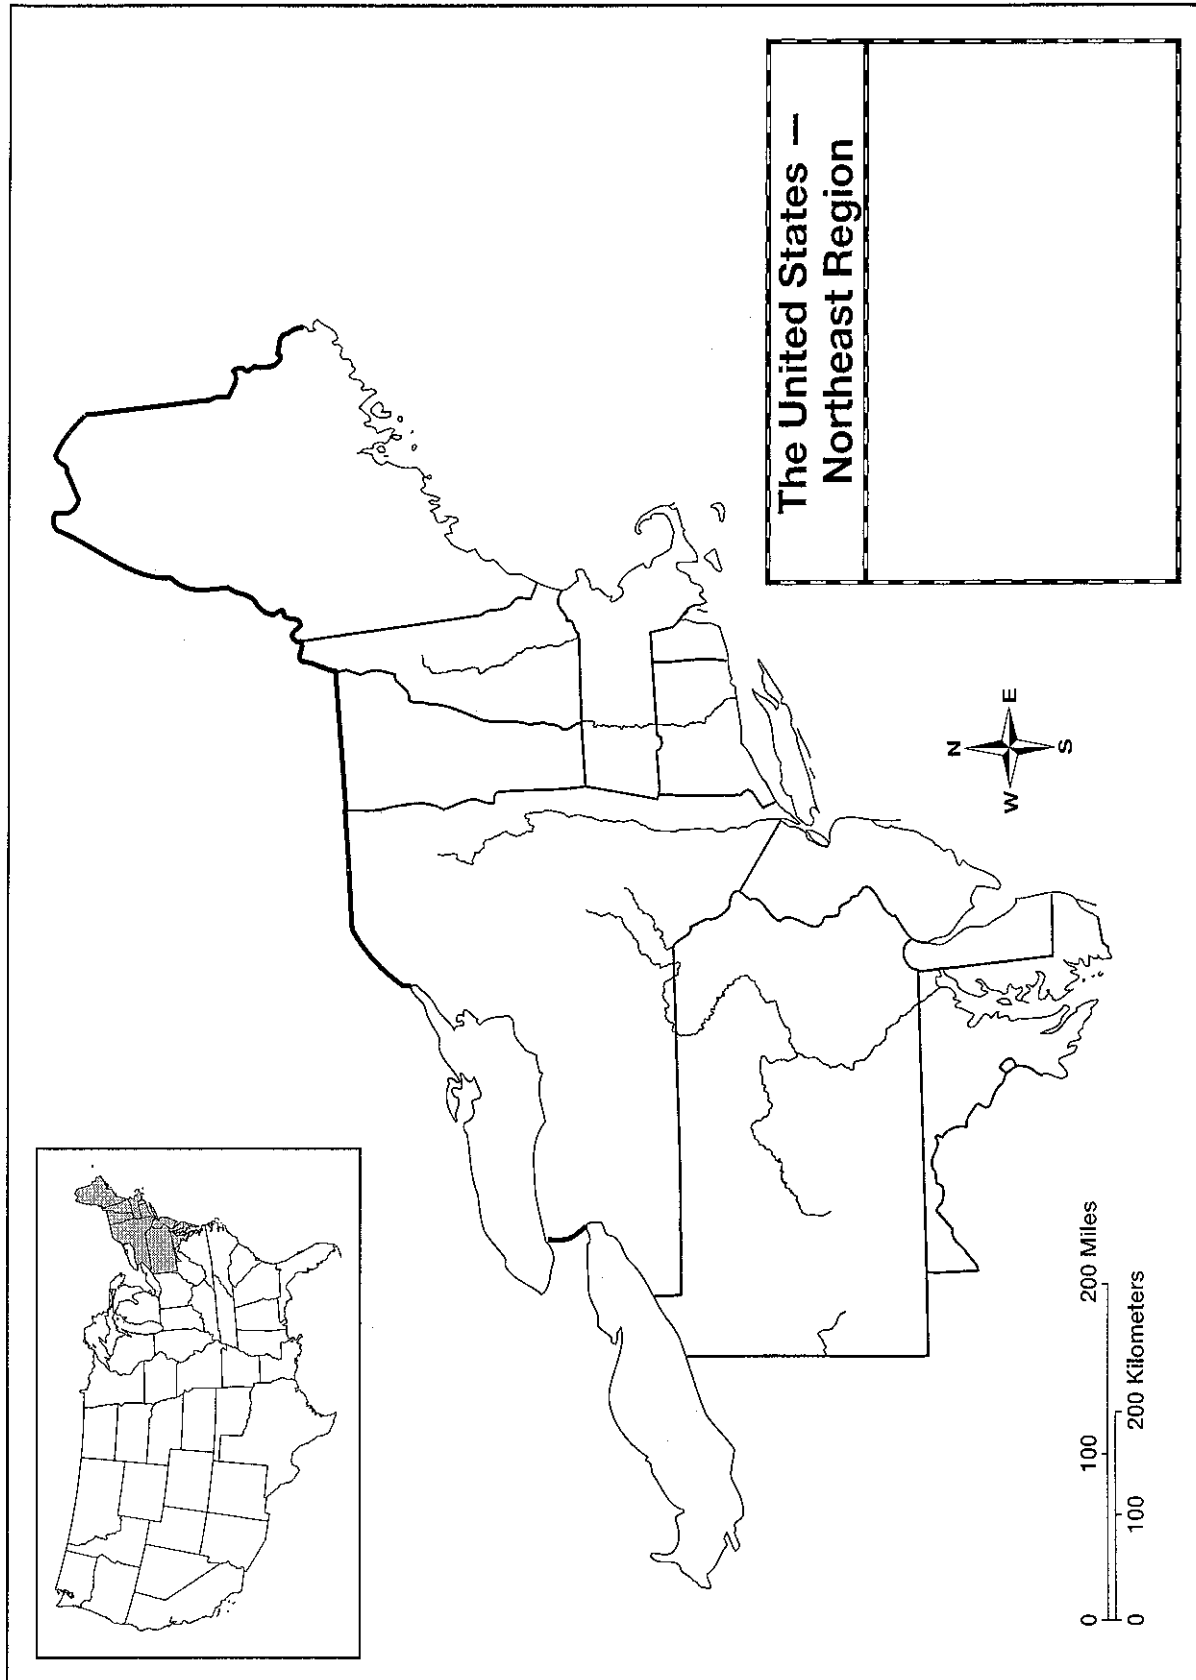 The United States —
Northeast Region
N
W
E
S
0 100 200 Miles
0 100 200 Kilometers